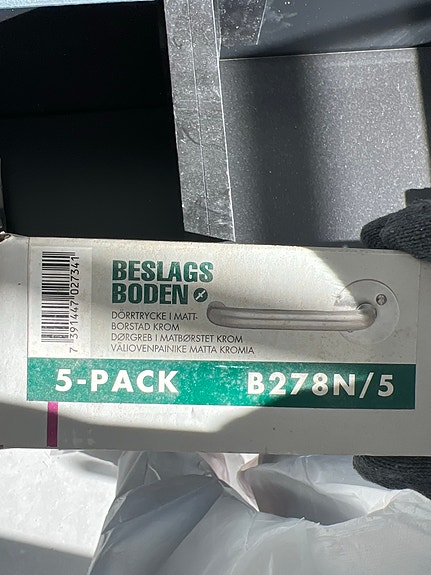 BESLAGS
BODEN
DÖRRTRYCKE I MATT-
BORSTAD KROM
DØRGREB I MATBØRSTET KROM
VÄLIOVENPAINIKE MATTA KROMIA
7 391447 027341
5-PACK B278N/5